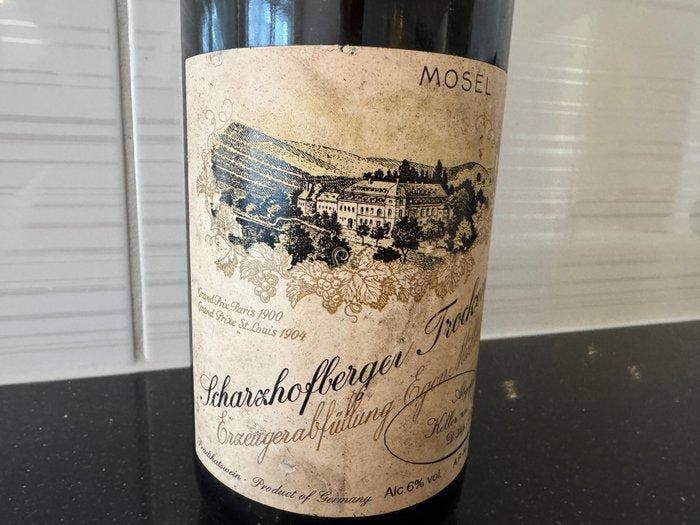 MOSEL
Grand Prix Paris 1900
Grand Prize St. Louis 1904
Scharzhofberger
Erzeugerabfüllung Egon
Prädikatswein · Product of Germany
Alc. 6% vol.